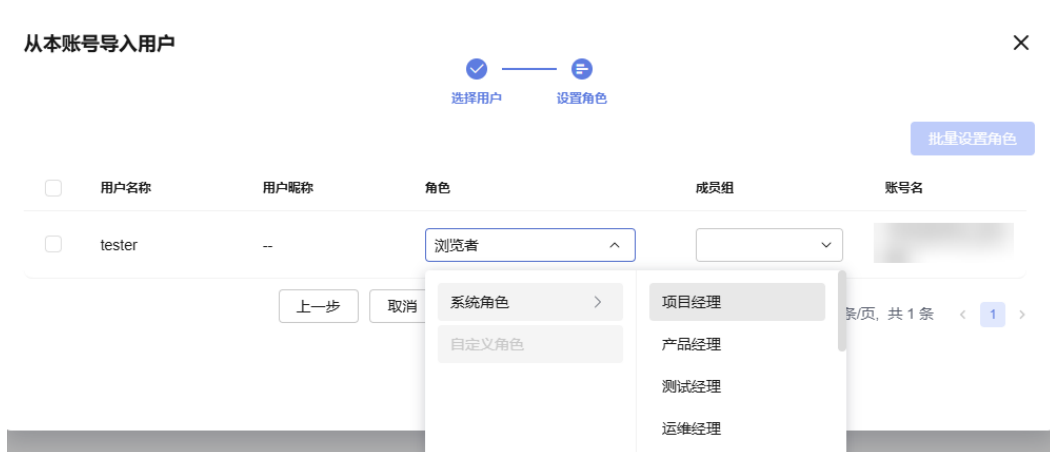 从本账号导入用户
选择用户 设置角色
批量设置角色
用户名称 用户昵称 角色 成员组 账号名
tester -- 浏览者
上一步 取消 系统角色 项目经理 条/页, 共 1 条 1
自定义角色 产品经理
测试经理
运维经理